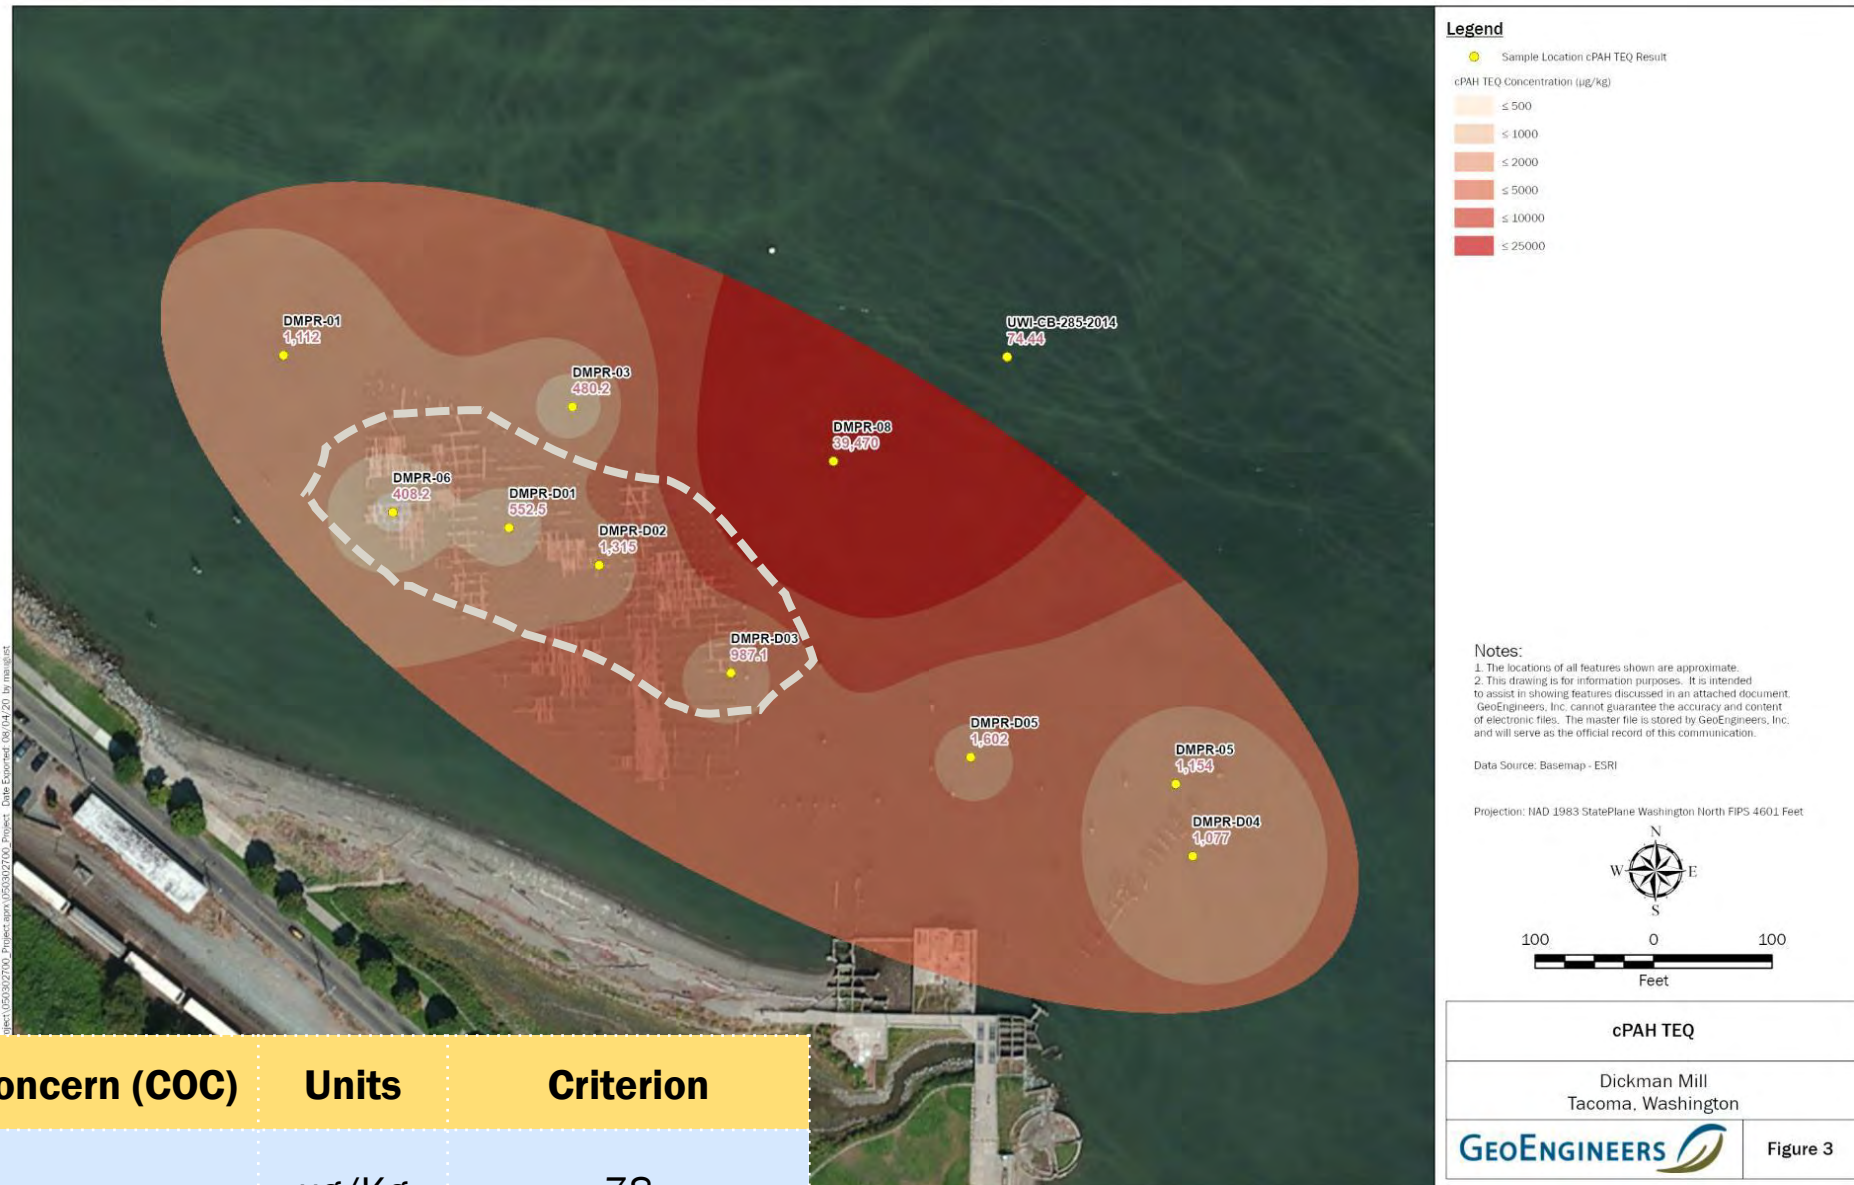 Legend
Sample Location cPAH TEQ Result
cPAH TEQ Concentration (µg/kg)
≤ 500
≤ 1000
≤ 2000
≤ 5000
≤ 10000
≤ 25000
DMPR-01
1,112
DMPR-03
480.2
UWI-CB-285-2014
74.44
DMPR-08
39,470
DMPR-06
408.2
DMPR-D01
552.5
DMPR-D02
1,315
DMPR-D03
987.1
DMPR-D05
1,602
DMPR-05
1,154
DMPR-D04
1,077
Notes:
1. The locations of all features shown are approximate.
2. This drawing is for information purposes. It is intended
to assist in showing features discussed in an attached document.
GeoEngineers, Inc. cannot guarantee the accuracy and content
of electronic files. The master file is stored by GeoEngineers, Inc.
and will serve as the official record of this communication.
Data Source: Basemap - ESRI
Projection: NAD 1983 StatePlane Washington North FIPS 4601 Feet
N
W E
S
100 0 100
Feet
cPAH TEQ
Dickman Mill
Tacoma, Washington
GEOENGINEERS
Figure 3
Date Exported: 08/04/20 by maugust
oncern (COC) Units Criterion
78